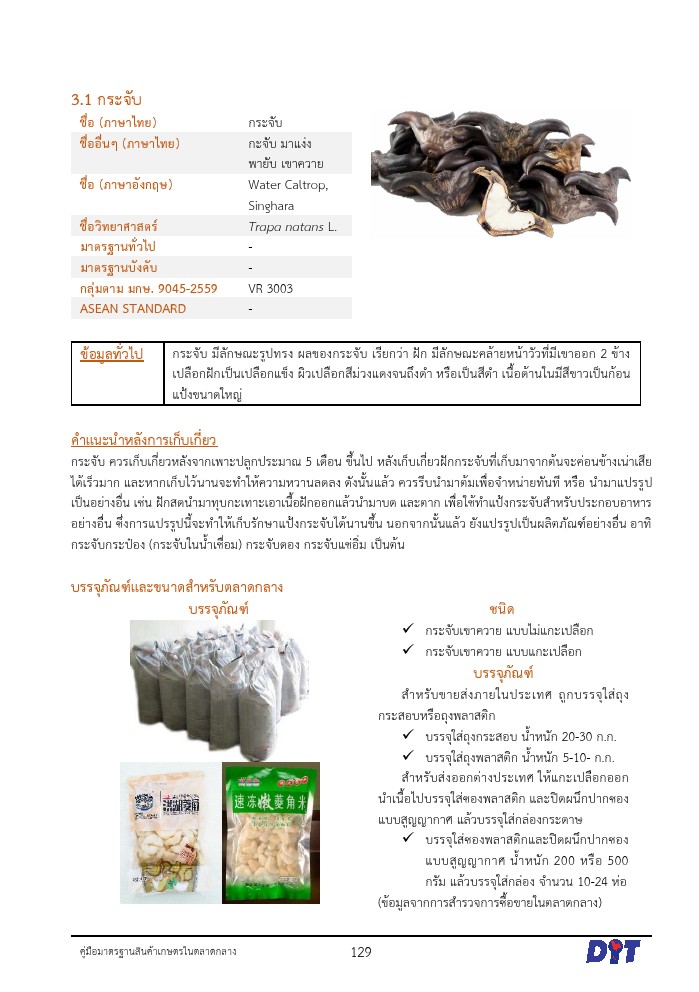 3.1 กระจับ
ชื่อ (ภาษาไทย) กระจับ
ชื่ออื่นๆ (ภาษาไทย) กะจับ มาแง่ง
พายับ เขาควาย
ชื่อ (ภาษาอังกฤษ) Water Caltrop,
Singhara
ชื่อวิทยาศาสตร์ Trapa natans L.
มาตรฐานทั่วไป -
มาตรฐานบังคับ -
กลุ่มตาม มกษ. 9045-2559 VR 3003
ASEAN STANDARD -
ข้อมูลทั่วไป กระจับ มีลักษณะรูปทรง ผลของกระจับ เรียกว่า ฝัก มีลักษณะคล้ายหน้าวัวที่มีเขาออก 2 ข้าง
เปลือกฝักเป็นเปลือกแข็ง ผิวเปลือกสีม่วงแดงจนถึงดำ หรือเป็นสีดำ เนื้อด้านในมีสีขาวเป็นก้อน
แป้งขนาดใหญ่
คำแนะนำหลังการเก็บเกี่ยว
กระจับ ควรเก็บเกี่ยวหลังจากเพาะปลูกประมาณ 5 เดือน ขึ้นไป หลังเก็บเกี่ยวฝักกระจับที่เก็บมาจากต้นจะค่อนข้างเน่าเสีย
ได้เร็วมาก และหากเก็บไว้นานจะทำให้ความหวานลดลง ดังนั้นแล้ว ควรรีบนำมาต้มเพื่อจำหน่ายทันที หรือ นำมาแปรรูป
เป็นอย่างอื่น เช่น ฝักสดนำมาทุบกะเทาะเอาเนื้อฝักออกแล้วนำมาบด และตาก เพื่อใช้ทำแป้งกระจับสำหรับประกอบอาหาร
อย่างอื่น ซึ่งการแปรรูปนี้จะทำให้เก็บรักษาแป้งกระจับได้นานขึ้น นอกจากนั้นแล้ว ยังแปรรูปเป็นผลิตภัณฑ์อย่างอื่น อาทิ
กระจับกระป๋อง (กระจับในน้ำเชื่อม) กระจับดอง กระจับแช่อิ่ม เป็นต้น
บรรจุภัณฑ์และขนาดสำหรับตลาดกลาง
บรรจุภัณฑ์
速冻嫩菱角米
ชนิด
✓ กระจับเขาควาย แบบไม่แกะเปลือก
✓ กระจับเขาควาย แบบแกะเปลือก
บรรจุภัณฑ์
สำหรับขายส่งภายในประเทศ ถูกบรรจุใส่ถุง
กระสอบหรือถุงพลาสติก
✓ บรรจุใส่ถุงกระสอบ น้ำหนัก 20-30 ก.ก.
✓ บรรจุใส่ถุงพลาสติก น้ำหนัก 5-10- ก.ก.
สำหรับส่งออกต่างประเทศ ให้แกะเปลือกออก
นำเนื้อไปบรรจุใส่ซองพลาสติก และปิดผนึกปากซอง
แบบสูญญากาศ แล้วบรรจุใส่กล่องกระดาษ
✓ บรรจุใส่ซองพลาสติกและปิดผนึกปากซอง
แบบสูญญากาศ น้ำหนัก 200 หรือ 500
กรัม แล้วบรรจุใส่กล่อง จำนวน 10-24 ห่อ
(ข้อมูลจากการสำรวจการซื้อขายในตลาดกลาง)
คู่มือมาตรฐานสินค้าเกษตรในตลาดกลาง 129 DIT